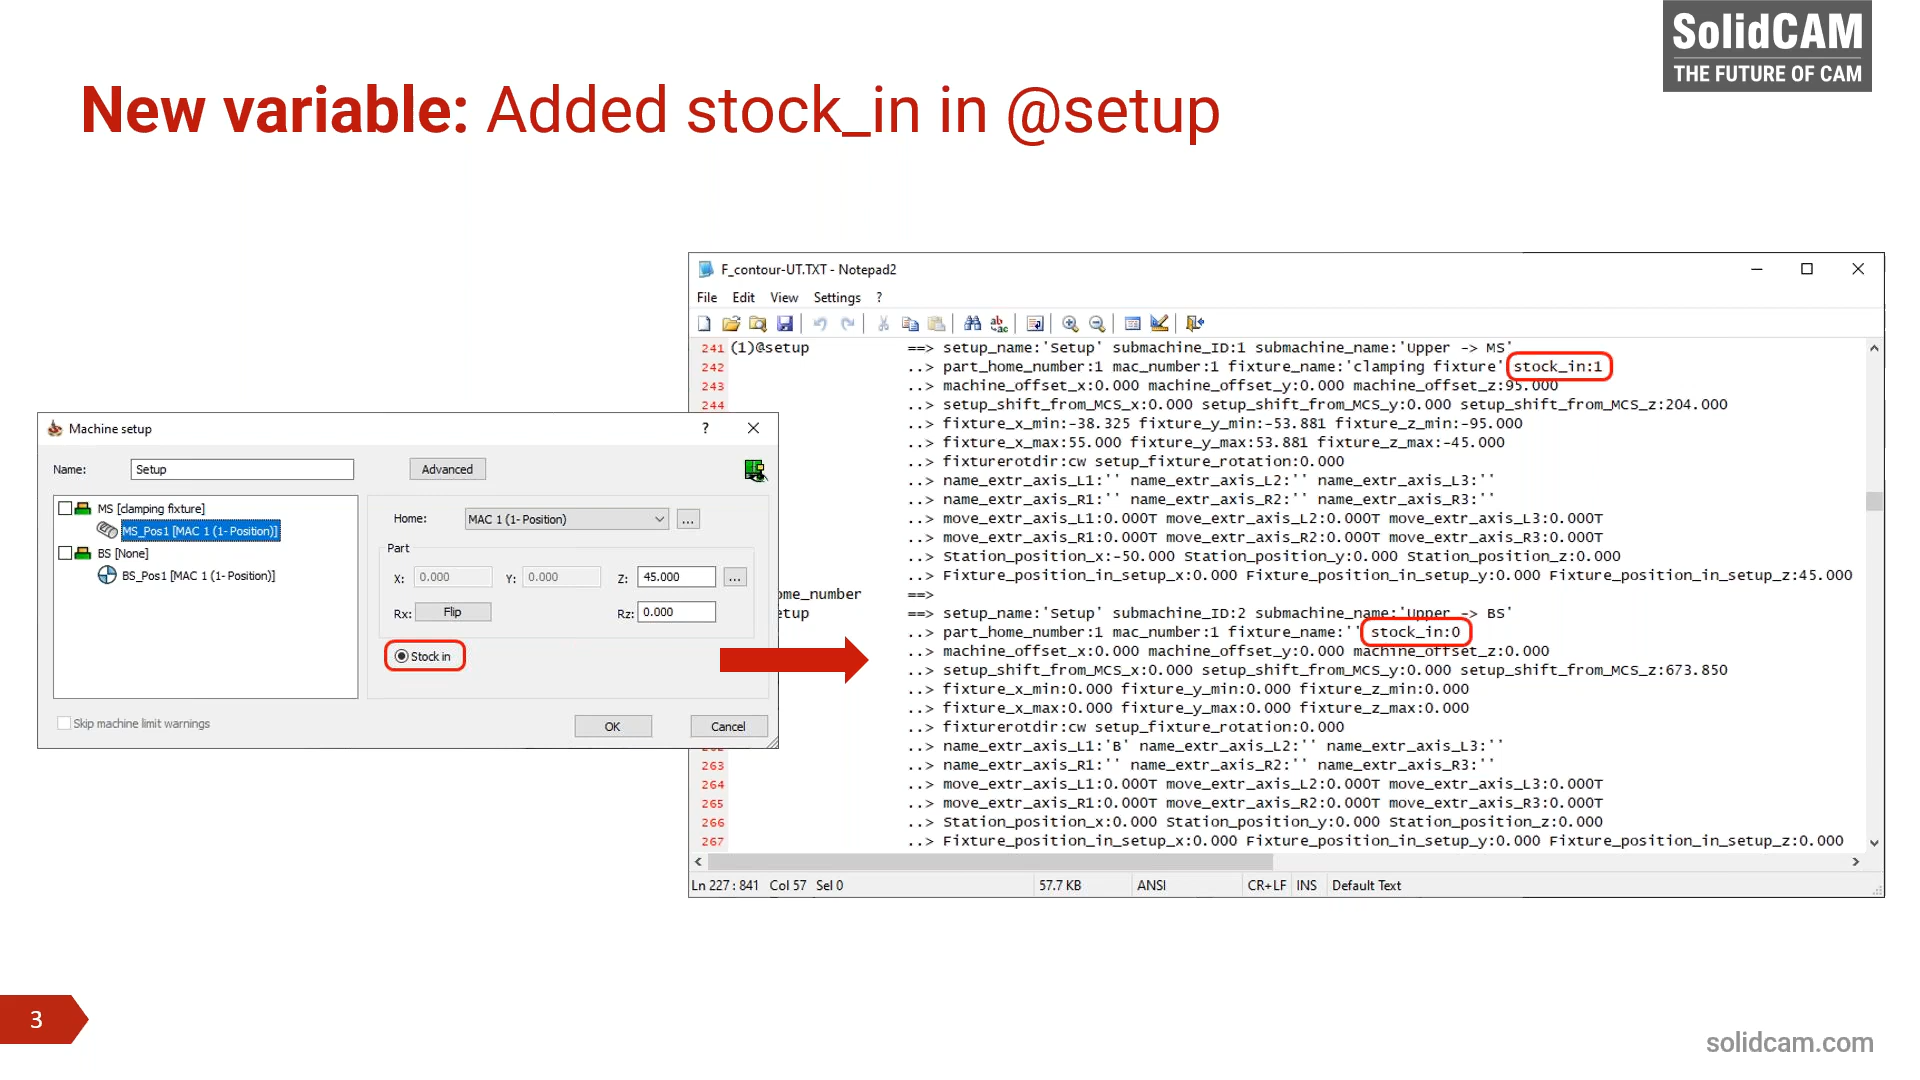 SolidCAM
THE FUTURE OF CAM
New variable: Added stock_in in @setup
F_contour-UT.TXT - Notepad2
File Edit View Settings ?
241 (1)@setup ==> setup_name:'Setup' submachine_ID:1 submachine_name:'Upper -> MS'
242 ..> part_home_number:1 mac_number:1 fixture_name:'clamping fixture' stock_in:1
243 ..> machine_offset_x:0.000 machine_offset_y:0.000 machine_offset_z:95.000
244 ..> setup_shift_from_MCS_x:0.000 setup_shift_from_MCS_y:0.000 setup_shift_from_MCS_z:204.000
..> fixture_x_min:-38.325 fixture_y_min:-53.881 fixture_z_min:-95.000
..> fixture_x_max:55.000 fixture_y_max:53.881 fixture_z_max:-45.000
..> fixturerotdir:cw setup_fixture_rotation:0.000
..> name_extr_axis_L1:'' name_extr_axis_L2:'' name_extr_axis_L3:''
..> name_extr_axis_R1:'' name_extr_axis_R2:'' name_extr_axis_R3:''
..> move_extr_axis_L1:0.000T move_extr_axis_L2:0.000T move_extr_axis_L3:0.000T
..> move_extr_axis_R1:0.000T move_extr_axis_R2:0.000T move_extr_axis_R3:0.000T
..> Station_position_x:-50.000 Station_position_y:0.000 Station_position_z:0.000
..> Fixture_position_in_setup_x:0.000 Fixture_position_in_setup_y:0.000 Fixture_position_in_setup_z:45.000
ome_number ==>
etup ==> setup_name:'Setup' submachine_ID:2 submachine_name:'Upper -> BS'
..> part_home_number:1 mac_number:1 fixture_name:'' stock_in:0
..> machine_offset_x:0.000 machine_offset_y:0.000 machine_offset_z:0.000
..> setup_shift_from_MCS_x:0.000 setup_shift_from_MCS_y:0.000 setup_shift_from_MCS_z:673.850
..> fixture_x_min:0.000 fixture_y_min:0.000 fixture_z_min:0.000
..> fixture_x_max:0.000 fixture_y_max:0.000 fixture_z_max:0.000
..> fixturerotdir:cw setup_fixture_rotation:0.000
..> name_extr_axis_L1:'B' name_extr_axis_L2:'' name_extr_axis_L3:''
263 ..> name_extr_axis_R1:'' name_extr_axis_R2:'' name_extr_axis_R3:''
264 ..> move_extr_axis_L1:0.000T move_extr_axis_L2:0.000T move_extr_axis_L3:0.000T
265 ..> move_extr_axis_R1:0.000T move_extr_axis_R2:0.000T move_extr_axis_R3:0.000T
266 ..> Station_position_x:0.000 Station_position_y:0.000 Station_position_z:0.000
267 ..> Fixture_position_in_setup_x:0.000 Fixture_position_in_setup_y:0.000 Fixture_position_in_setup_z:0.000
Ln 227 : 841 Col 57 Sel 0 57.7 KB ANSI CR+LF INS Default Text
Machine setup ?
Name: Setup Advanced
MS [clamping fixture]
MS_Pos1 [MAC 1 (1- Position)]
BS [None]
BS_Pos1 [MAC 1 (1- Position)]
Home: MAC 1 (1- Position) ...
Part
X: 0.000 Y: 0.000 Z: 45.000 ...
Rx: Flip Rz: 0.000
Stock in
Skip machine limit warnings
OK Cancel
3
solidcam.com